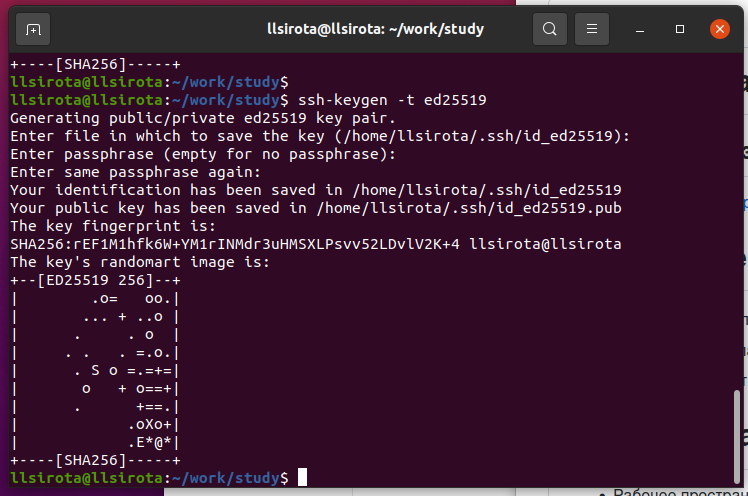 llsirota@llsirota: ~/work/study
+----[SHA256]-----+
llsirota@llsirota:~/work/study$
llsirota@llsirota:~/work/study$ ssh-keygen -t ed25519
Generating public/private ed25519 key pair.
Enter file in which to save the key (/home/llsirota/.ssh/id_ed25519):
Enter passphrase (empty for no passphrase):
Enter same passphrase again:
Your identification has been saved in /home/llsirota/.ssh/id_ed25519
Your public key has been saved in /home/llsirota/.ssh/id_ed25519.pub
The key fingerprint is:
SHA256:rEF1M1hfk6W+YM1rINMdr3uHMSXLPsvv52LDvlV2K+4 llsirota@llsirota
The key's randomart image is:
+--[ED25519 256]--+
|         .o=   oo.|
|        ... + ..o |
|       .     . o  |
|      . .   . =.o.|
|       . S o =.=+=|
|        o   + o==+|
|       .      +==.|
|             .oXo+|
|             .E*@*|
+----[SHA256]-----+
llsirota@llsirota:~/work/study$
Рабочее простран